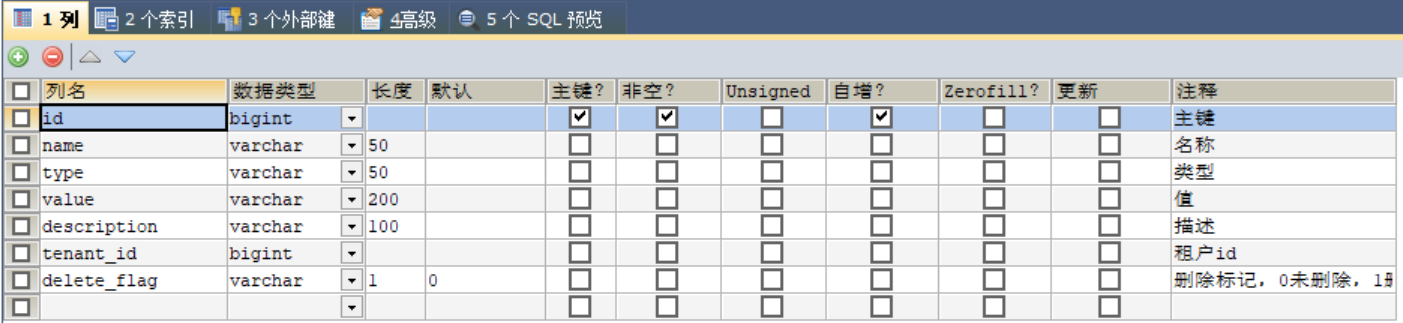 1 列 2 个索引 3 个外部键 4高级 5 个 SQL 预览
列名 数据类型 长度 默认 主键? 非空? Unsigned 自增? Zerofill? 更新 注释
id bigint 主键
name varchar 50 名称
type varchar 50 类型
value varchar 200 值
description varchar 100 描述
tenant_id bigint 租户id
delete_flag varchar 1 0 删除标记，0未删除，1删